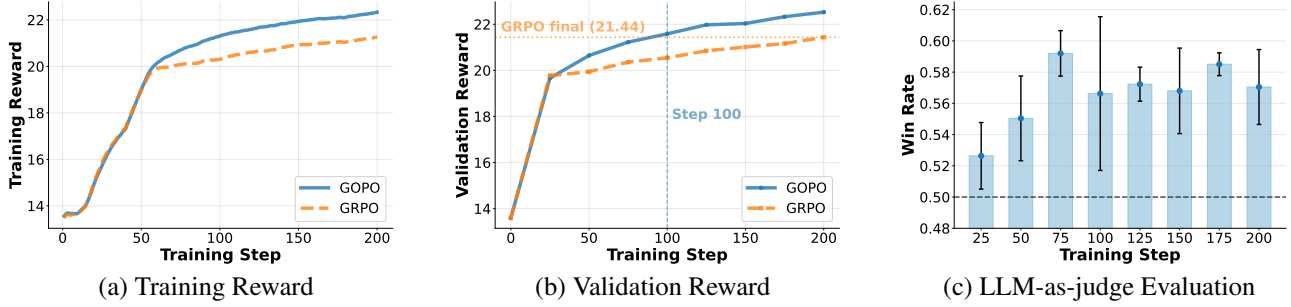 22
20
18
16
14
Training Reward
0
50
100
150
200
Training Step
GOPO
GRPO
(a) Training Reward
22
20
18
16
14
Validation Reward
GRPO final (21.44)
Step 100
0
50
100
150
200
Training Step
GOPO
GRPO
(b) Validation Reward
0.62
0.60
0.58
0.56
0.54
0.52
0.50
0.48
Win Rate
25
50
75
100
125
150
175
200
Training Step
(c) LLM-as-judge Evaluation